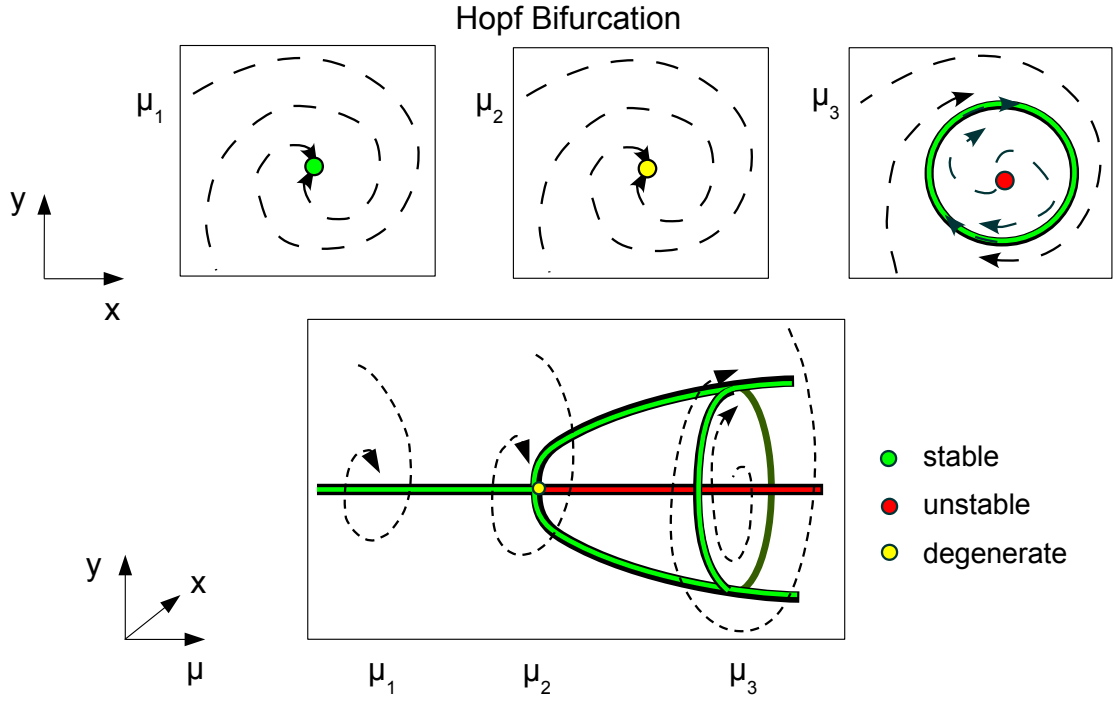 Hopf Bifurcation
μ1
μ2
μ3
y
x
stable
unstable
degenerate
y
x
μ
μ1
μ2
μ3